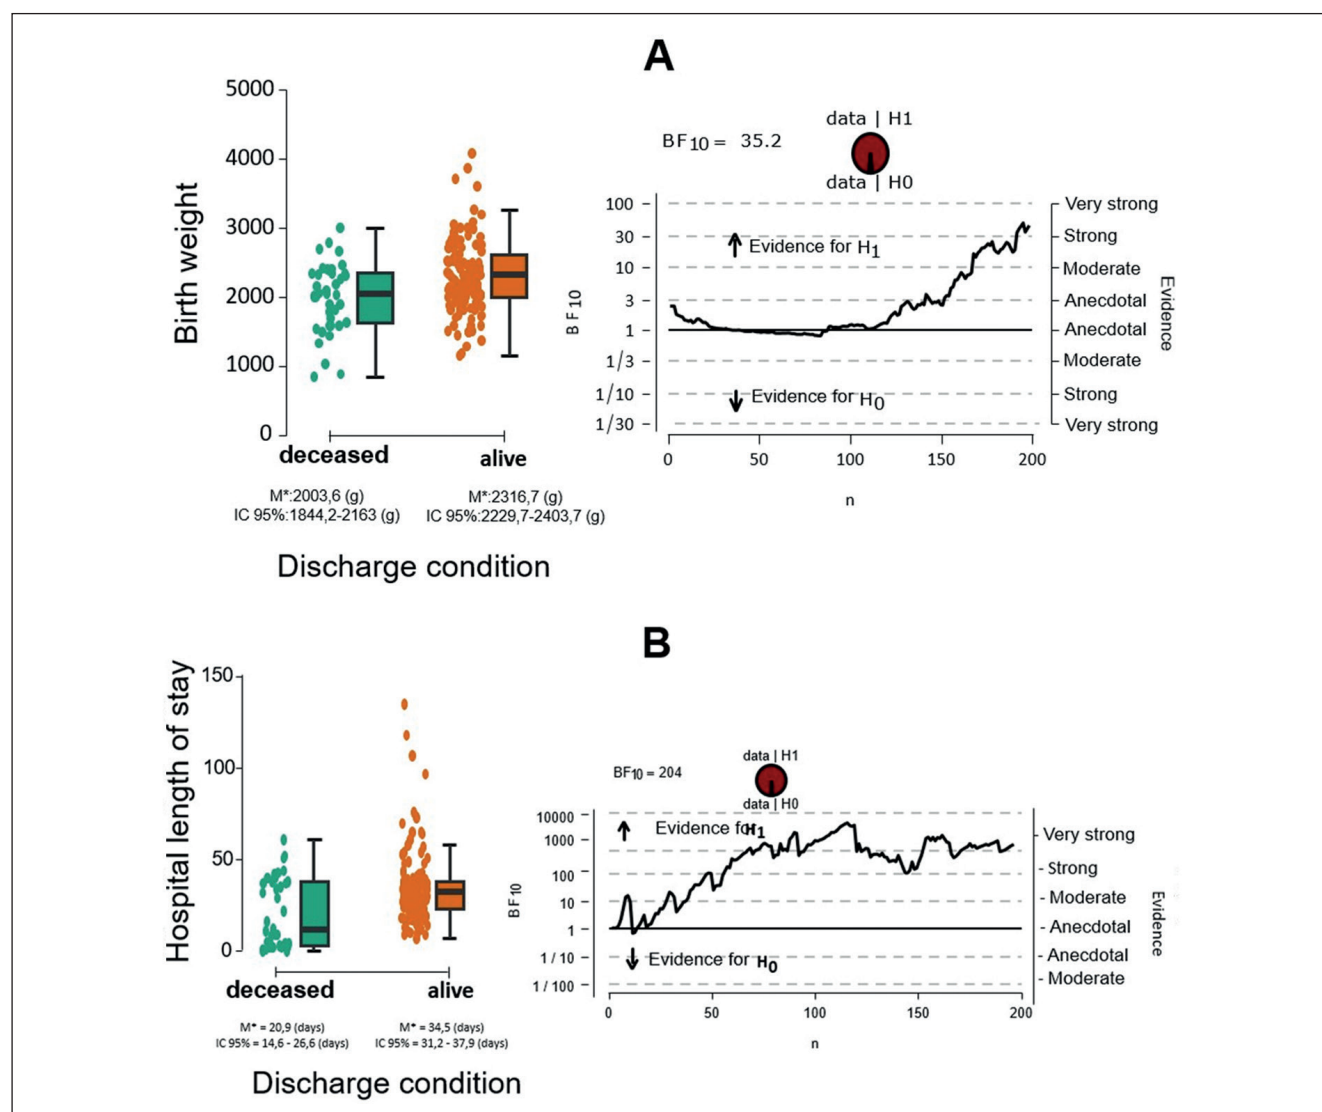 A
5000
4000
3000
2000
1000
0
Birth weight
deceased
alive
M*:2003,6 (g)
IC 95%:1844,2-2163 (g)
M*:2316,7 (g)
IC 95%:2229,7-2403,7 (g)
Discharge condition
BF10 = 35.2
data | H1
data | H0
100
30
10
3
1
1/3
1/10
1/30
BF10
Evidence for H1
Evidence for H0
Very strong
Strong
Moderate
Anecdotal
Anecdotal
Moderate
Strong
Very strong
Evidence
0
50
100
150
200
n
B
150
100
50
0
Hospital length of stay
deceased
alive
M* = 20,9 (days)
IC 95% = 14,6 - 26,6 (days)
M* = 34,5 (days)
IC 95% = 31,2 - 37,9 (days)
Discharge condition
BF10 = 204
data | H1
data | H0
10000
1000
100
10
1
1 / 10
1 / 100
BF10
Evidence for H1
Evidence for H0
Very strong
Strong
Moderate
Anecdotal
Anecdotal
Moderate
Evidence
0
50
100
150
200
n